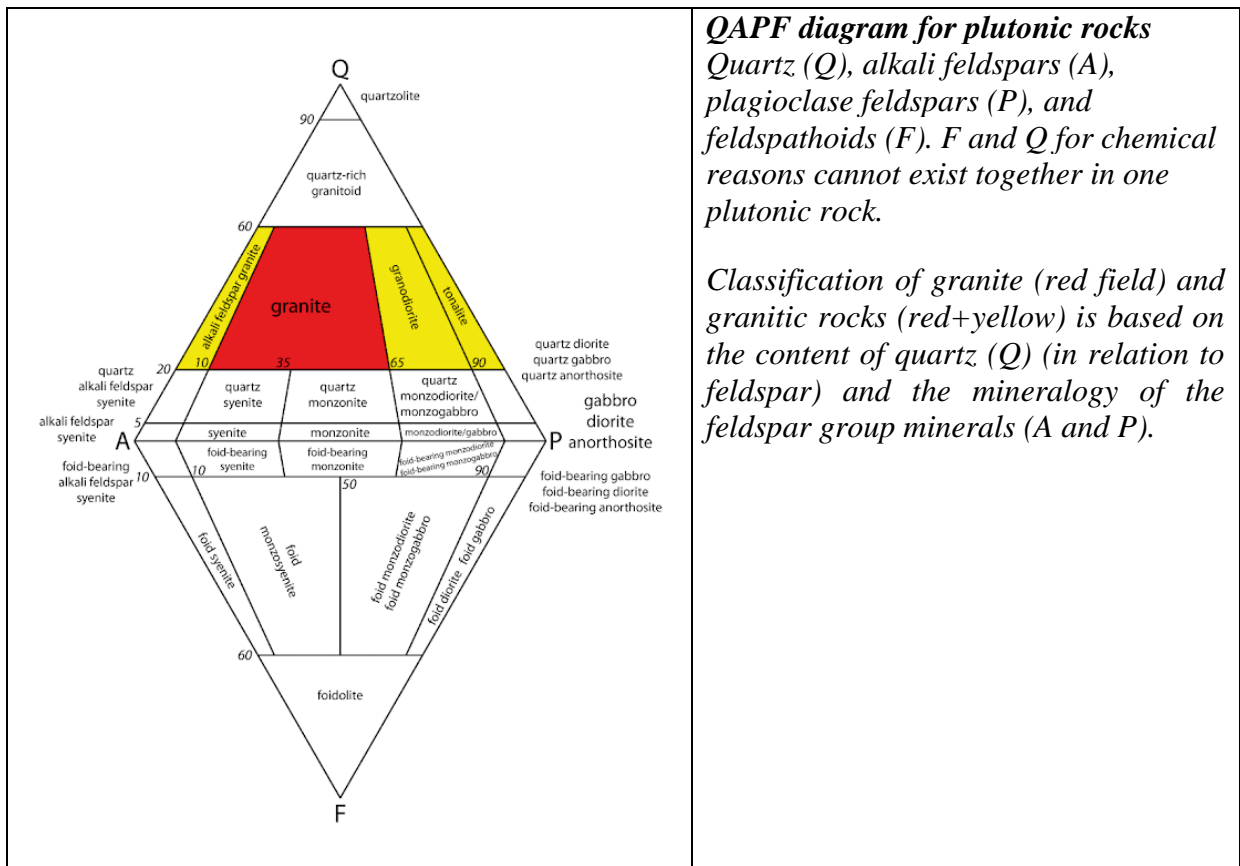 Q
quartzolite
90
quartz-rich
granitoid
60
alkali feldspar granite
granite
granodiorite
tonalite
20
10
35
65
90
quartz
alkali feldspar
syenite
quartz
syenite
quartz
monzonite
quartz
monzodiorite/
monzogabbro
quartz diorite
quartz gabbro
quartz anorthosite
5
alkali feldspar
syenite
A
syenite
monzonite
monzodiorite/gabbro
P
gabbro
diorite
anorthosite
foid-bearing
alkali feldspar
syenite
10
10
foid-bearing
syenite
foid-bearing
monzonite
foid-bearing monzodiorite
foid-bearing monzogabbro
90
50
foid-bearing gabbro
foid-bearing diorite
foid-bearing anorthosite
foid syenite
foid
monzosyenite
foid monzodiorite
foid monzogabbro
foid diorite foid gabbro
60
foidolite
F
QAPF diagram for plutonic rocks
Quartz (Q), alkali feldspars (A),
plagioclase feldspars (P), and
feldspathoids (F). F and Q for chemical
reasons cannot exist together in one
plutonic rock.
Classification of granite (red field) and
granitic rocks (red+yellow) is based on
the content of quartz (Q) (in relation to
feldspar) and the mineralogy of the
feldspar group minerals (A and P).